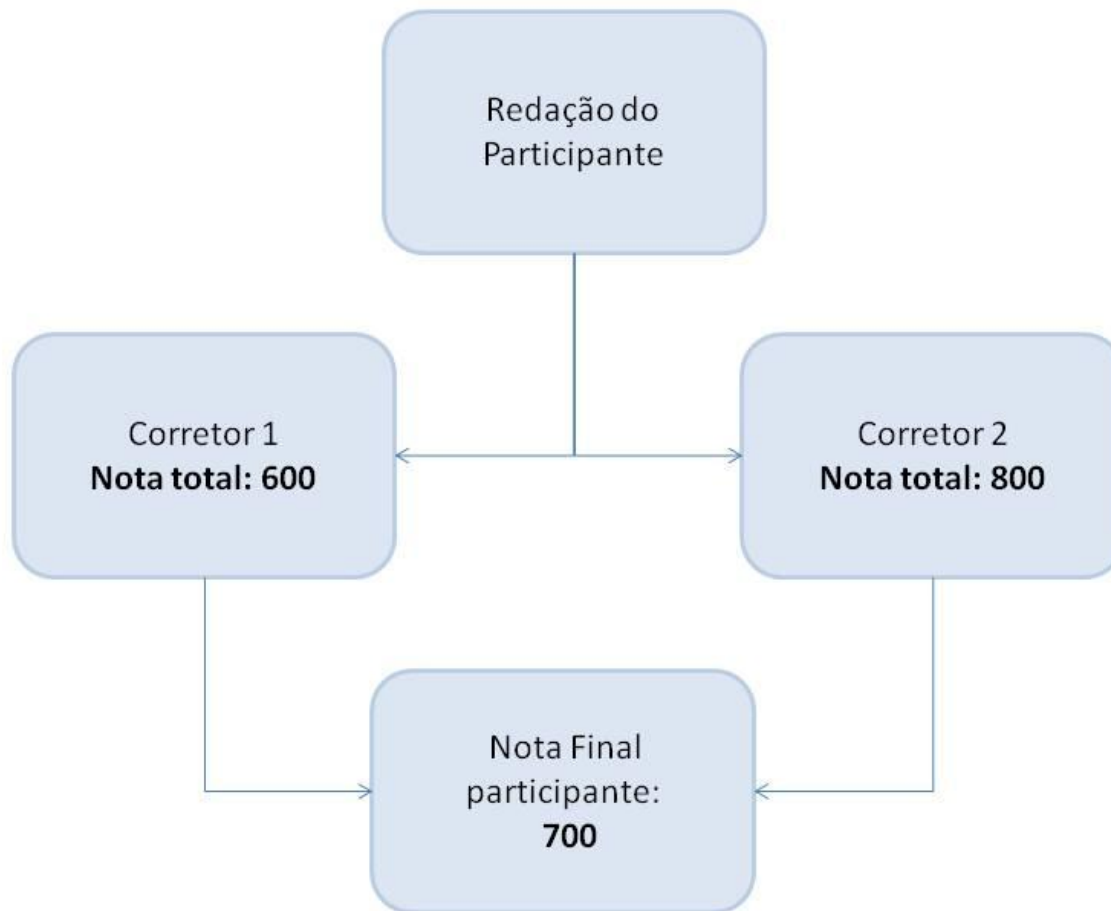 Redação do
Participante
Corretor 1
Nota total: 600
Corretor 2
Nota total: 800
Nota Final
participante:
700